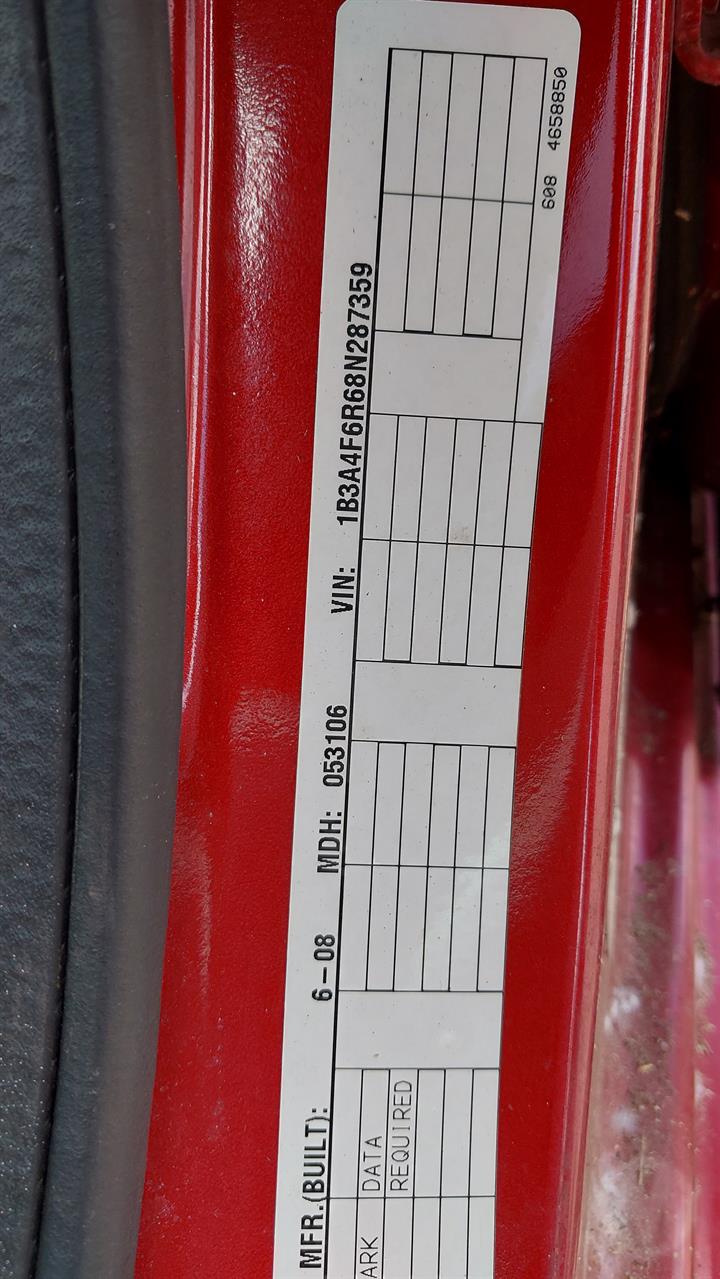 MFR.(BUILT): 6-08 MDH: 053106 VIN: 1B3A4F6R68N287359
ARK DATA
REQUIRED
608 4658850